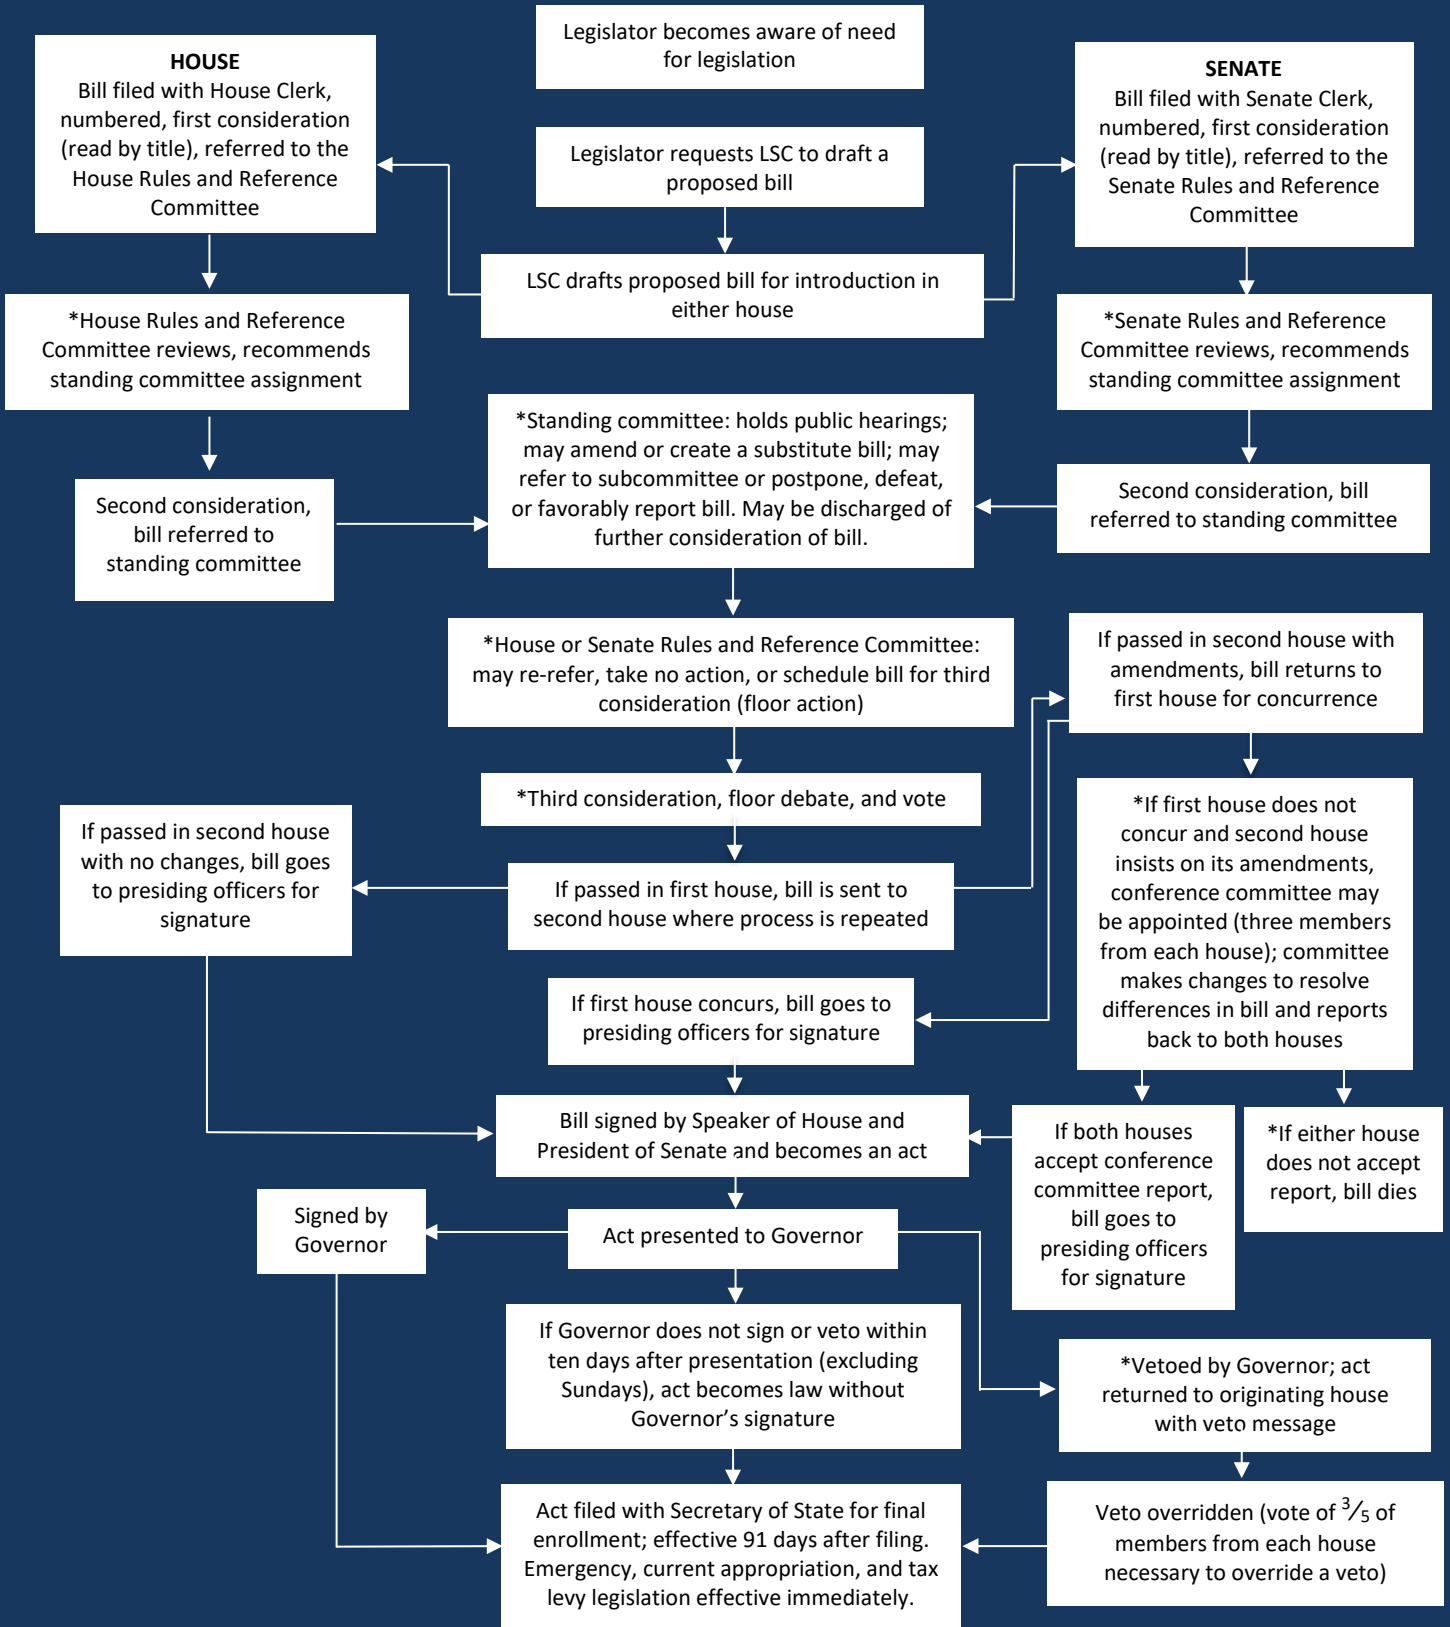 Legislator becomes aware of need
for legislation
HOUSE
Bill filed with House Clerk,
numbered, first consideration
(read by title), referred to the
House Rules and Reference
Committee
SENATE
Bill filed with Senate Clerk,
numbered, first consideration
(read by title), referred to the
Senate Rules and Reference
Committee
Legislator requests LSC to draft a
proposed bill
LSC drafts proposed bill for introduction in
either house
*House Rules and Reference
Committee reviews, recommends
standing committee assignment
*Senate Rules and Reference
Committee reviews, recommends
standing committee assignment
*Standing committee: holds public hearings;
may amend or create a substitute bill; may
refer to subcommittee or postpone, defeat,
or favorably report bill. May be discharged of
further consideration of bill.
Second consideration,
bill referred to
standing committee
Second consideration, bill
referred to standing committee
*House or Senate Rules and Reference Committee:
may re-refer, take no action, or schedule bill for third
consideration (floor action)
If passed in second house with
amendments, bill returns to
first house for concurrence
*Third consideration, floor debate, and vote
If passed in second house
with no changes, bill goes
to presiding officers for
signature
If passed in first house, bill is sent to
second house where process is repeated
*If first house does not
concur and second house
insists on its amendments,
conference committee may
be appointed (three members
from each house); committee
makes changes to resolve
differences in bill and reports
back to both houses
If first house concurs, bill goes to
presiding officers for signature
Bill signed by Speaker of House and
President of Senate and becomes an act
If both houses
accept conference
committee report,
bill goes to
presiding officers
for signature
*If either house
does not accept
report, bill dies
Signed by
Governor
Act presented to Governor
If Governor does not sign or veto within
ten days after presentation (excluding
Sundays), act becomes law without
Governor’s signature
*Vetoed by Governor; act
returned to originating house
with veto message
Act filed with Secretary of State for final
enrollment; effective 91 days after filing.
Emergency, current appropriation, and tax
levy legislation effective immediately.
Veto overridden (vote of 3⁄5 of
members from each house
necessary to override a veto)